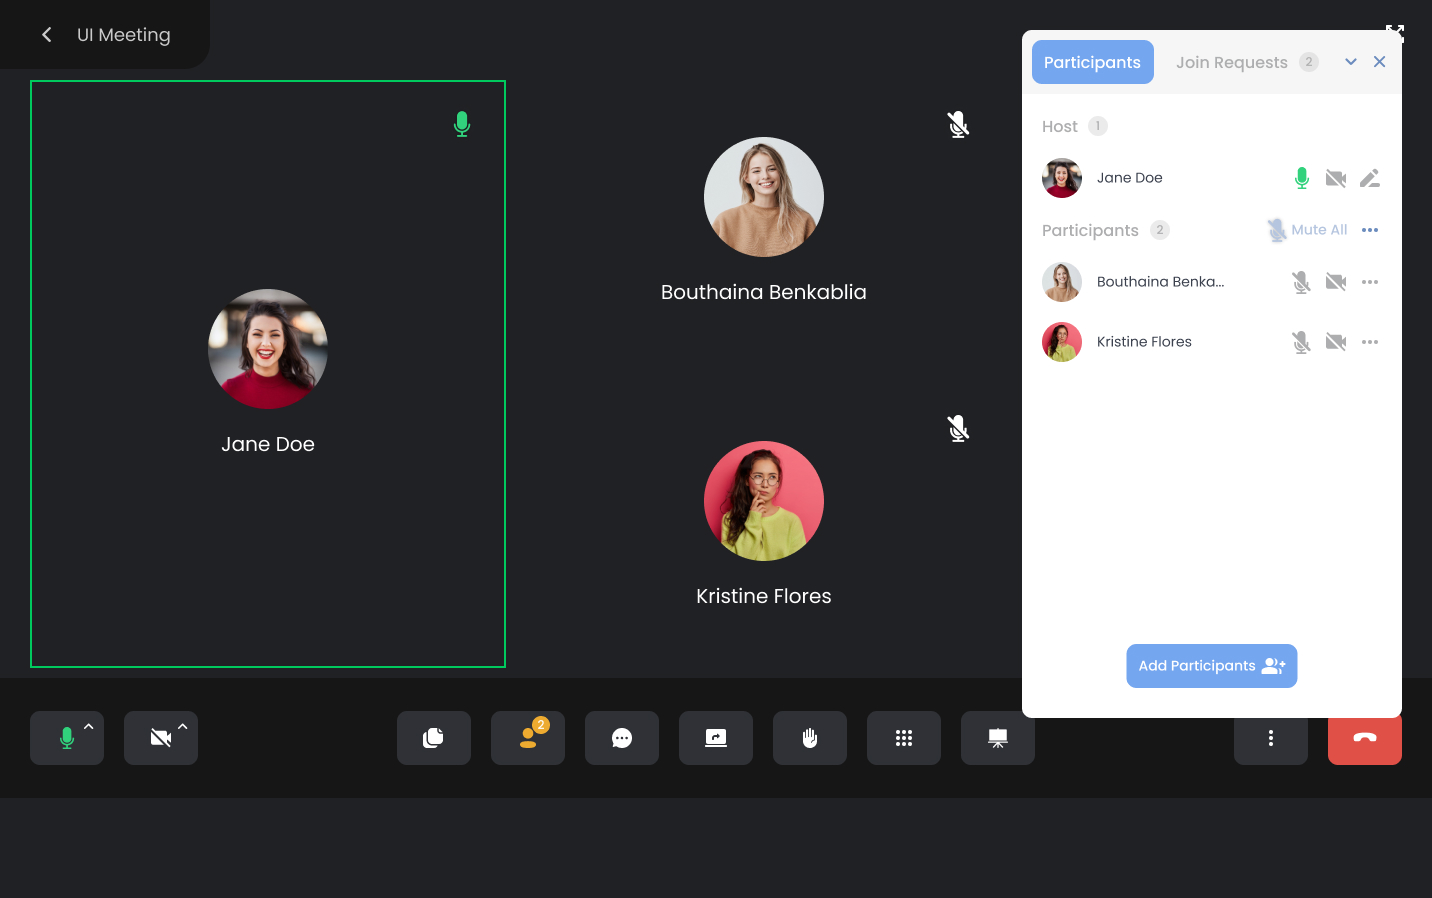 UI Meeting
Jane Doe
Bouthaina Benkablia
Kristine Flores
Participants
Join Requests 2
Host 1
Jane Doe
Participants 2
Mute All
Bouthaina Benka...
Kristine Flores
Add Participants
2